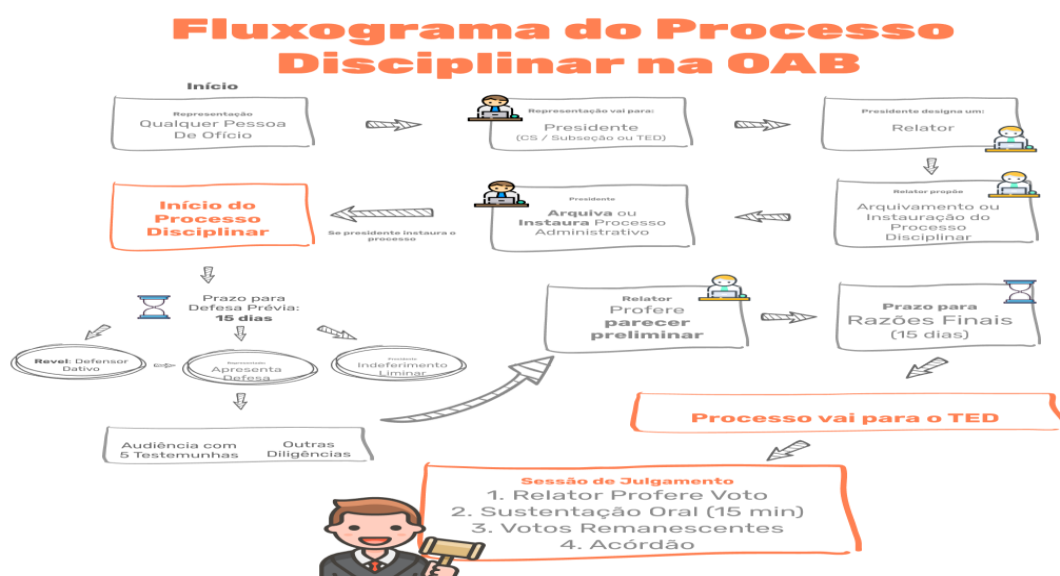 Fluxograma do Processo
Disciplinar na OAB
Início
Representação
Qualquer Pessoa
De Ofício
Representação vai para:
Presidente
(CS / Subseção ou TED)
Presidente designa um:
Relator
Relator propõe
Arquivamento ou
Instauração do
Processo
Disciplinar
Presidente
Arquiva ou
Instaura Processo
Administrativo
Se presidente instaura o
processo
Início do
Processo
Disciplinar
Prazo para
Defesa Prévia:
15 dias
Revel: Defensor
Dativo
Representado
Apresenta
Defesa
Presidente
Indeferimento
Liminar
Audiência com
5 Testemunhas
Outras
Diligências
Relator
Profere
parecer
preliminar
Prazo para
Razões Finais
(15 dias)
Processo vai para o TED
Sessão de Julgamento
1. Relator Profere Voto
2. Sustentação Oral (15 min)
3. Votos Remanescentes
4. Acórdão